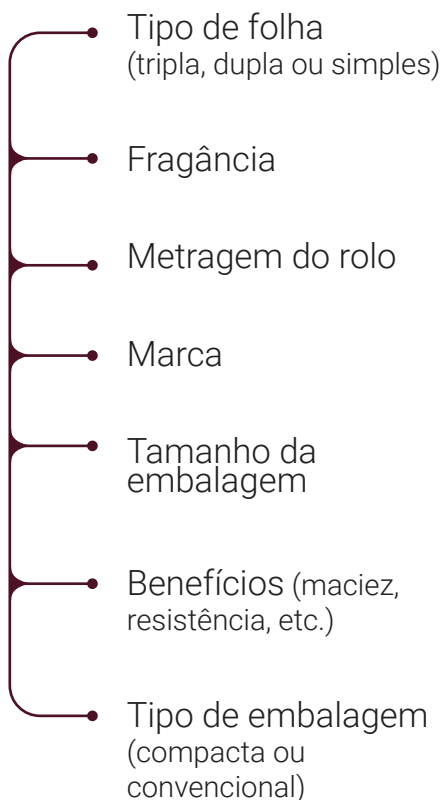 Tipo de folha
(tripla, dupla ou simples)
Fragância
Metragem do rolo
Marca
Tamanho da
embalagem
Benefícios (maciez,
resistência, etc.)
Tipo de embalagem
(compacta ou
convencional)